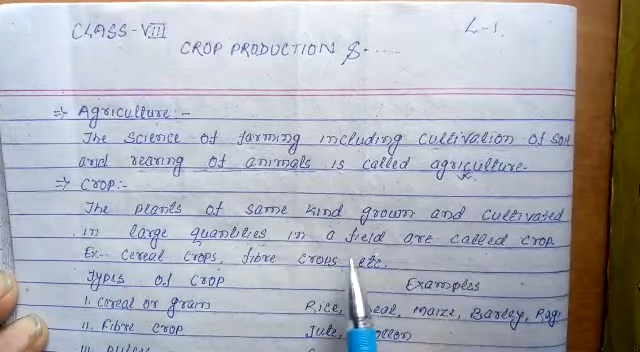 CLASS-VIII
L-1.
CROP PRODUCTION & ....
=> Agriculture:-
The science of farming including cultivation of soil
and rearing of animals is called agriculture.
=> Crop:-
The plants of same kind grown and cultivated
in large quantities in a field are called crop
Ex- Cereal crops, fibre crops etc.
Types of crop Examples
I. Cereal or grain Rice, Maize, Barley, Ragi
II. Fibre crop Jute,
III.